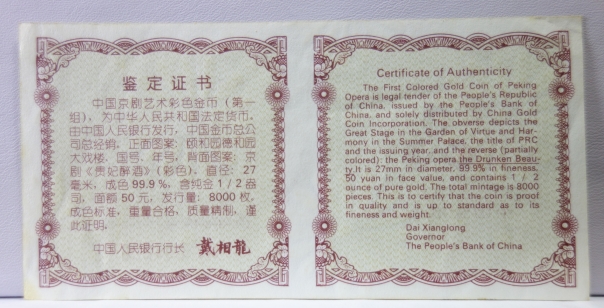 鉴定证书
中国京剧艺术彩色金币（第一
组），为中华人民共和国法定货币，
由中国人民银行发行，中国金币总公
司总经销，正面图案：颐和园德和园
大戏楼、国号、年号，背面图案：京
剧《贵妃醉酒》（彩色）。直径：27
毫米，成色99.9%，含纯金1/2盎
司，面额50元，发行量：8000枚，
成色标准，重量合格，质量精制，谨
此证明。
中国人民银行行长 戴相龍
Certificate of Authenticity
The First Colored Gold Coin of Peking
Opera is legal tender of the People's Republic
of China, issued by the People's Bank of
China, and solely distributed by China Gold
Coin Incorporation. The obverse depicts the
Great Stage in the Garden of Virtue and Har-
mony in the Summer Palace, the title of PRC
and the issuing year, and the reverse (partially
colored): the Peking opera the Drunken Beau-
ty.It is 27mm in diameter, 99.9% in fineness,
50 yuan in face value, and contains 1/2
ounce of pure gold. The total mintage is 8000
pieces. This is to certify that the coin is proof
in quality and is up to standard as to its
fineness and weight.
Dai Xianglong
Governor
The People's Bank of China